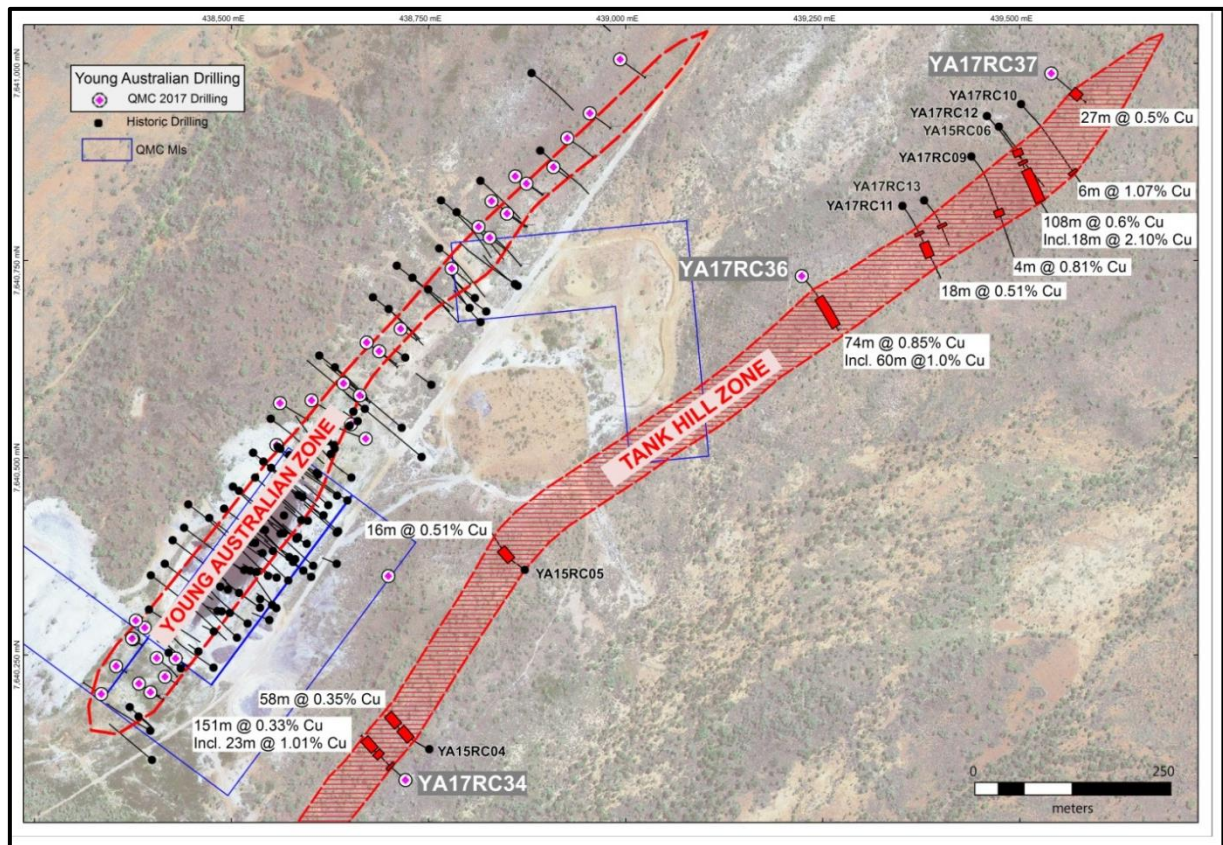 438,500 mE
438,750 mE
439,000 mE
439,250 mE
439,500 mE
7,641,000 mN
7,640,750 mN
7,640,500 mN
7,640,250 mN
Young Australian Drilling
QMC 2017 Drilling
Historic Drilling
QMC Mls
YA17RC37
YA17RC10
YA17RC12
YA15RC06
27m @ 0.5% Cu
YA17RC09
YA17RC13
YA17RC11
6m @ 1.07% Cu
108m @ 0.6% Cu
Incl.18m @ 2.10% Cu
4m @ 0.81% Cu
18m @ 0.51% Cu
YA17RC36
74m @ 0.85% Cu
Incl. 60m @1.0% Cu
TANK HILL ZONE
YOUNG AUSTRALIAN ZONE
16m @ 0.51% Cu
YA15RC05
58m @ 0.35% Cu
151m @ 0.33% Cu
Incl. 23m @ 1.01% Cu
YA15RC04
YA17RC34
0
250
meters